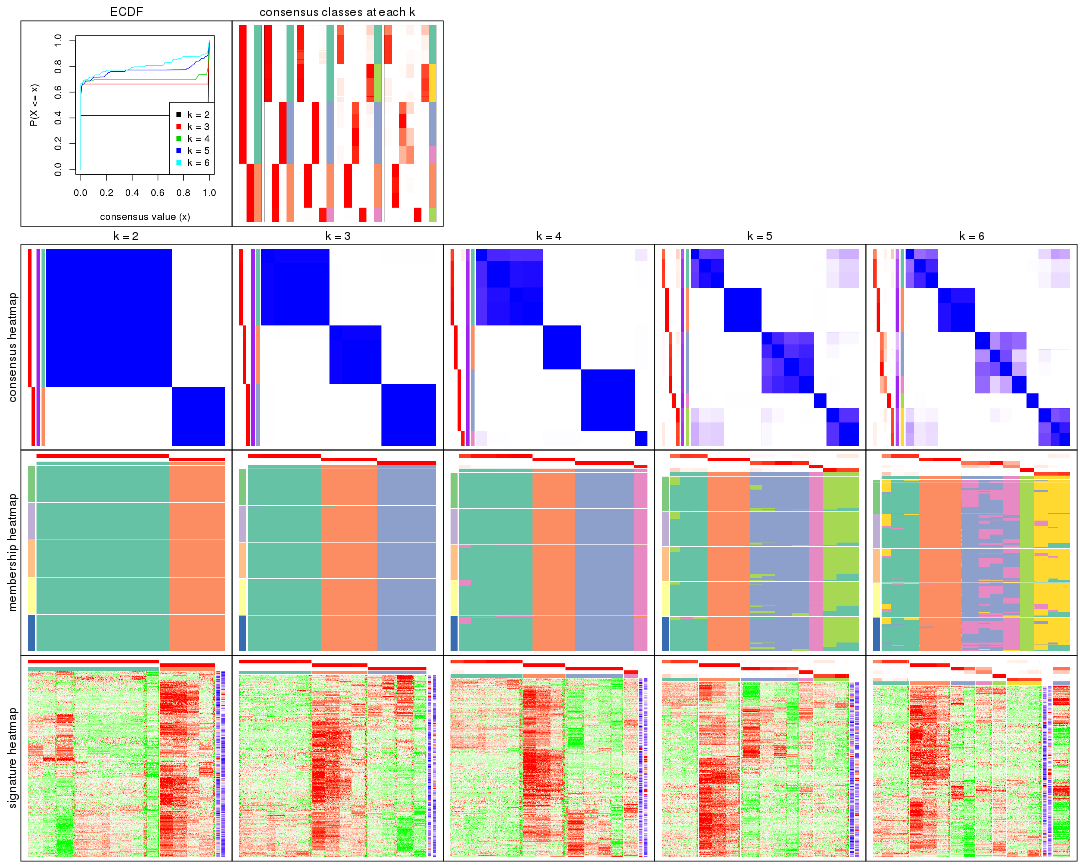 ECDF
consensus classes at each k
P(X <= x)
1.0
0.8
0.6
0.4
0.2
0.0
k = 2
k = 3
k = 4
k = 5
k = 6
0.0 0.2 0.4 0.6 0.8 1.0
consensus value (x)
k = 2
k = 3
k = 4
k = 5
k = 6
consensus heatmap
membership heatmap
signature heatmap